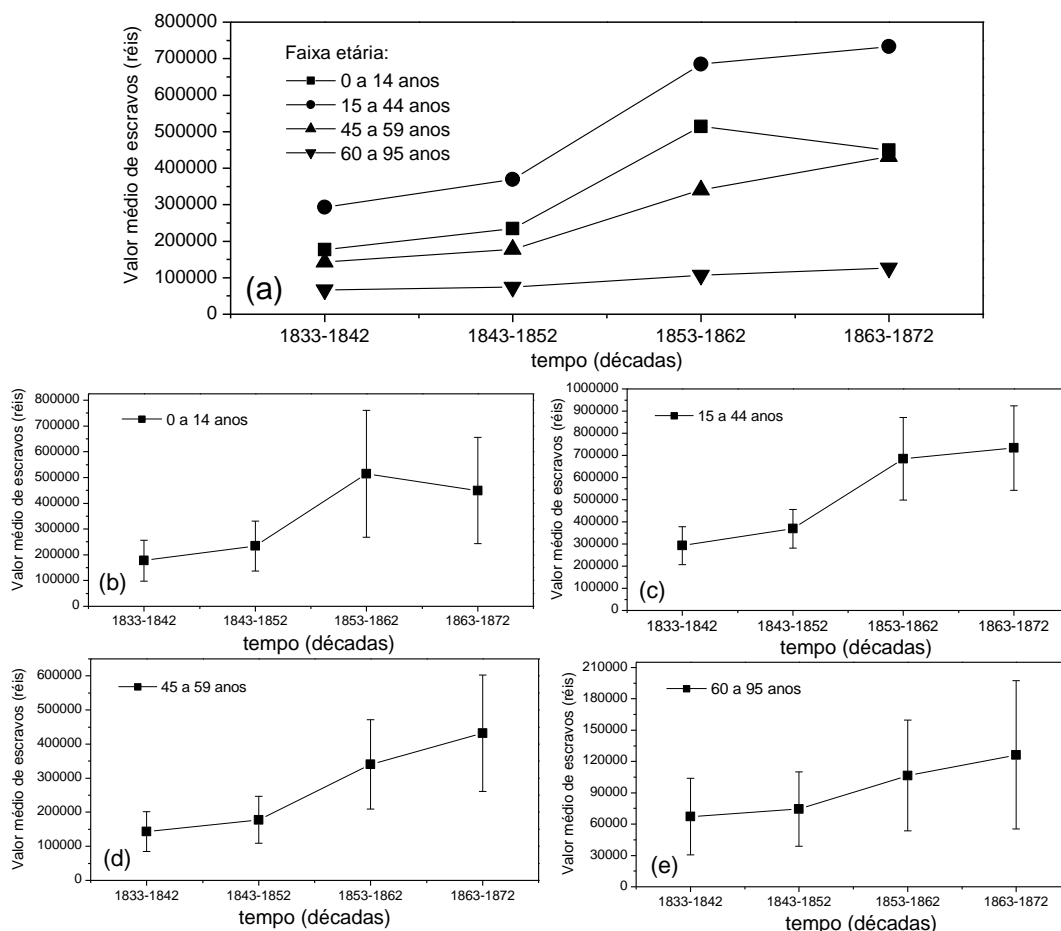 Valor médio de escravos (réis)
800000
700000
600000
500000
400000
300000
200000
100000
0
Faixa etária:
0 a 14 anos
15 a 44 anos
45 a 59 anos
60 a 95 anos
(a)
1833-1842
1843-1852
1853-1862
1863-1872
tempo (décadas)
Valor médio de escravos (réis)
800000
700000
600000
500000
400000
300000
200000
100000
0
0 a 14 anos
(b)
1833-1842
1843-1852
1853-1862
1863-1872
tempo (décadas)
Valor médio de escravos (réis)
1000000
900000
800000
700000
600000
500000
400000
300000
200000
100000
0
15 a 44 anos
(c)
1833-1842
1843-1852
1853-1862
1863-1872
tempo (décadas)
Valor médio de escravos (réis)
600000
500000
400000
300000
200000
100000
0
45 a 59 anos
(d)
1833-1842
1843-1852
1853-1862
1863-1872
tempo (décadas)
Valor médio de escravos (réis)
210000
180000
150000
120000
90000
60000
30000
0
60 a 95 anos
(e)
1833-1842
1843-1852
1853-1862
1863-1872
tempo (décadas)